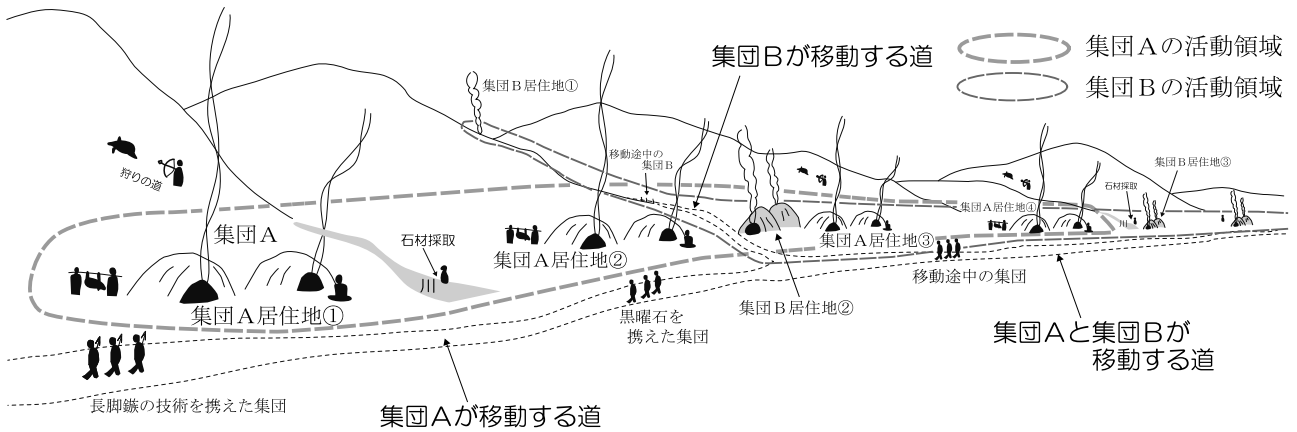 集団Aの活動領域
集団Bの活動領域
集団Bが移動する道
集団B居住地①
移動途中の
集団B
狩りの道
集団A
石材採取
集団A居住地①
集団A居住地②
集団A居住地③
集団A居住地④
集団B居住地③
石材採取
移動途中の集団
集団B居住地②
黒曜石を
携えた集団
集団Aと集団Bが
移動する道
長脚鏃の技術を携えた集団
集団Aが移動する道